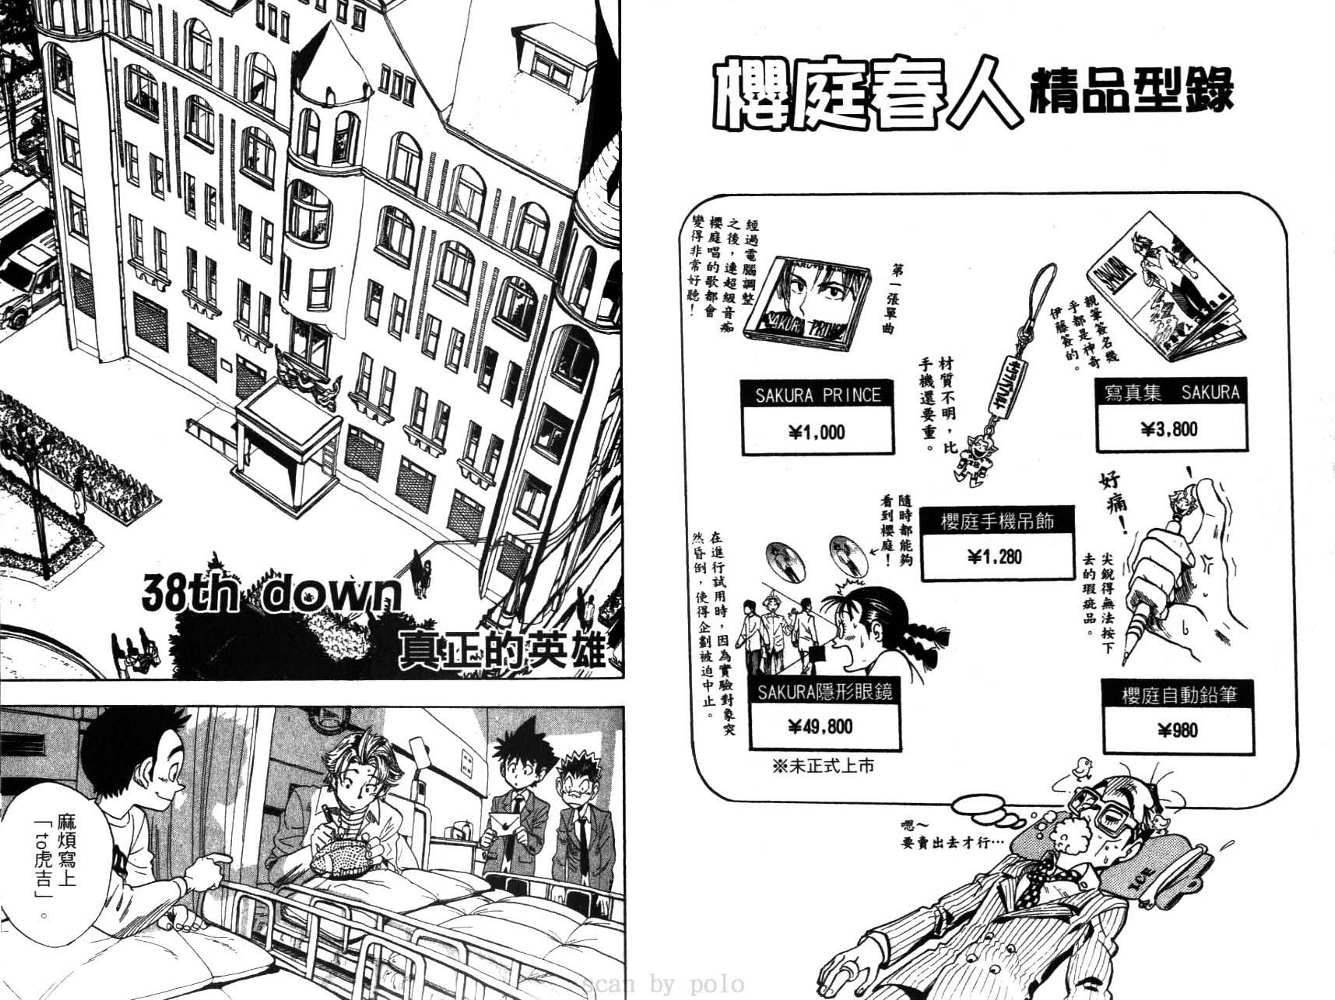 櫻庭春人 精品型錄
親筆簽名幾
乎都是神奇
伊藤簽的。
SAKURA
寫真集 SAKURA
¥3,800
第一張單曲
經過電腦調整
之後，連超級音痴
櫻庭唱的歌都會
變得非常好聽！
SAKURA PRINCE
SAKURA PRINCE
¥1,000
材質不明，比
手機還要重。
櫻庭手機吊飾
¥1,280
好痛！
尖銳得無法按下
去的瑕疵品。
櫻庭自動鉛筆
¥980
隨時都能夠
看到櫻庭！
在進行試用時，因為實驗對象突
然昏倒，使得企劃被迫中止。
SAKURA隱形眼鏡
¥49,800
※未正式上市
嗯～
要賣出去才行…
38th down
真正的英雄
麻煩寫上
「to虎吉」。
scan by polo